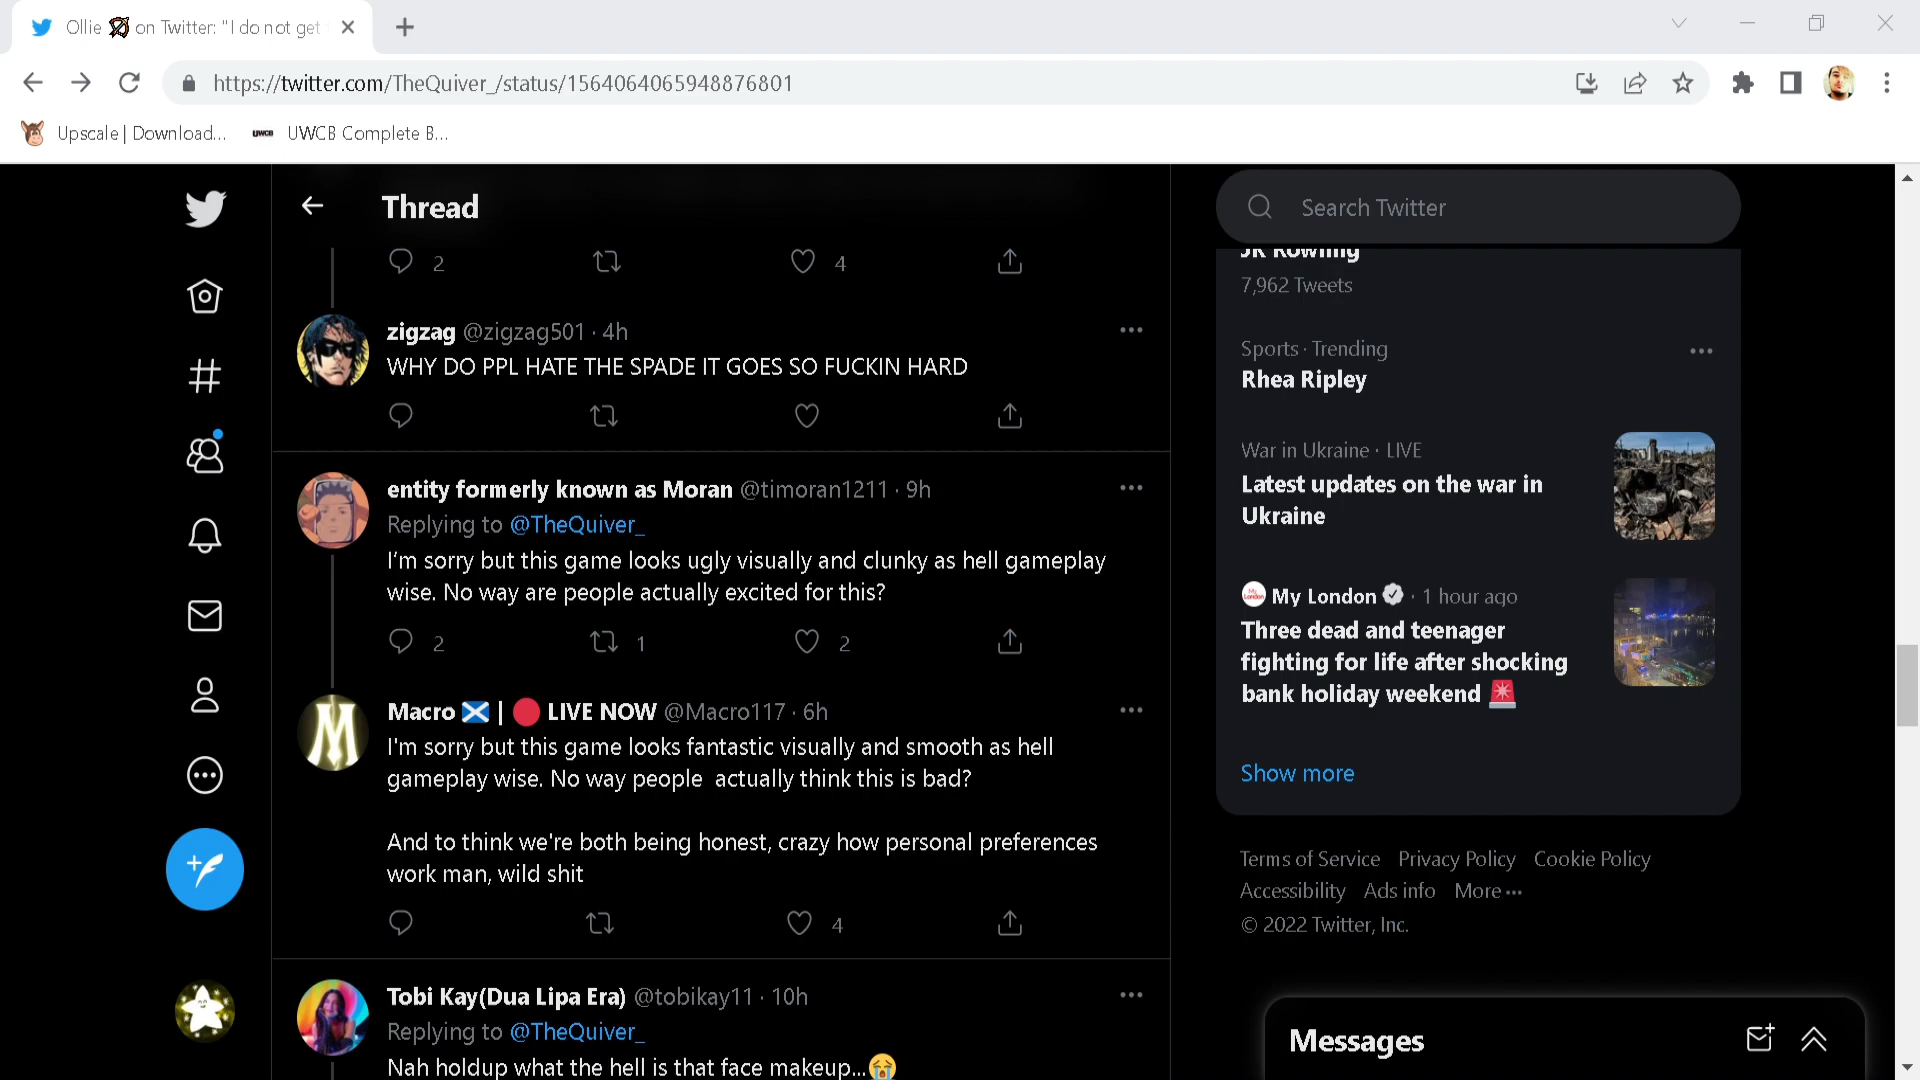 Ollie on Twitter: "I do not get
https://twitter.com/TheQuiver_/status/1564064065948876801
Upscale | Download...
UWCB
UWCB Complete B...
Thread
2
4
zigzag @zigzag501 · 4h
WHY DO PPL HATE THE SPADE IT GOES SO FUCKIN HARD
entity formerly known as Moran @timoran1211 · 9h
Replying to @TheQuiver_
I'm sorry but this game looks ugly visually and clunky as hell gameplay
wise. No way are people actually excited for this?
2
1
2
Macro | LIVE NOW @Macro117 · 6h
I'm sorry but this game looks fantastic visually and smooth as hell
gameplay wise. No way people  actually think this is bad?
And to think we're both being honest, crazy how personal preferences
work man, wild shit
4
Tobi Kay(Dua Lipa Era) @tobikay11 · 10h
Replying to @TheQuiver_
Nah holdup what the hell is that face makeup...
Search Twitter
JK Rowling
7,962 Tweets
Sports · Trending
Rhea Ripley
War in Ukraine · LIVE
Latest updates on the war in
Ukraine
My London · 1 hour ago
Three dead and teenager
fighting for life after shocking
bank holiday weekend
Show more
Terms of Service Privacy Policy Cookie Policy
Accessibility Ads info More ···
© 2022 Twitter, Inc.
Messages